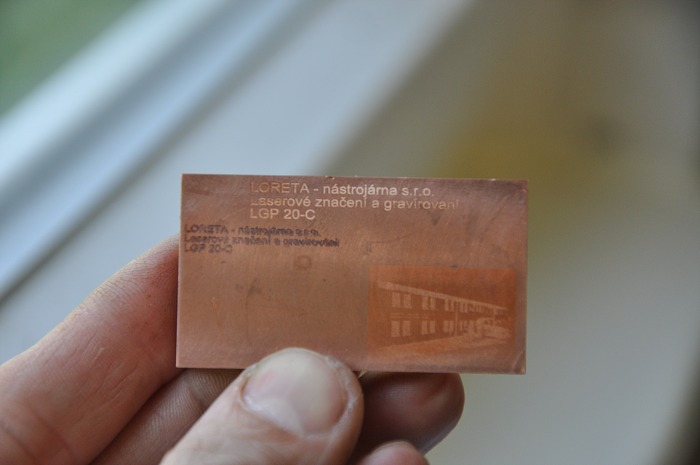 LORETA - nástrojárna s.r.o.
Laserové značení a gravírování
LGP 20-C
LORETA - nástrojárna s.r.o.
Laserové značení a gravírování
LGP 20-C